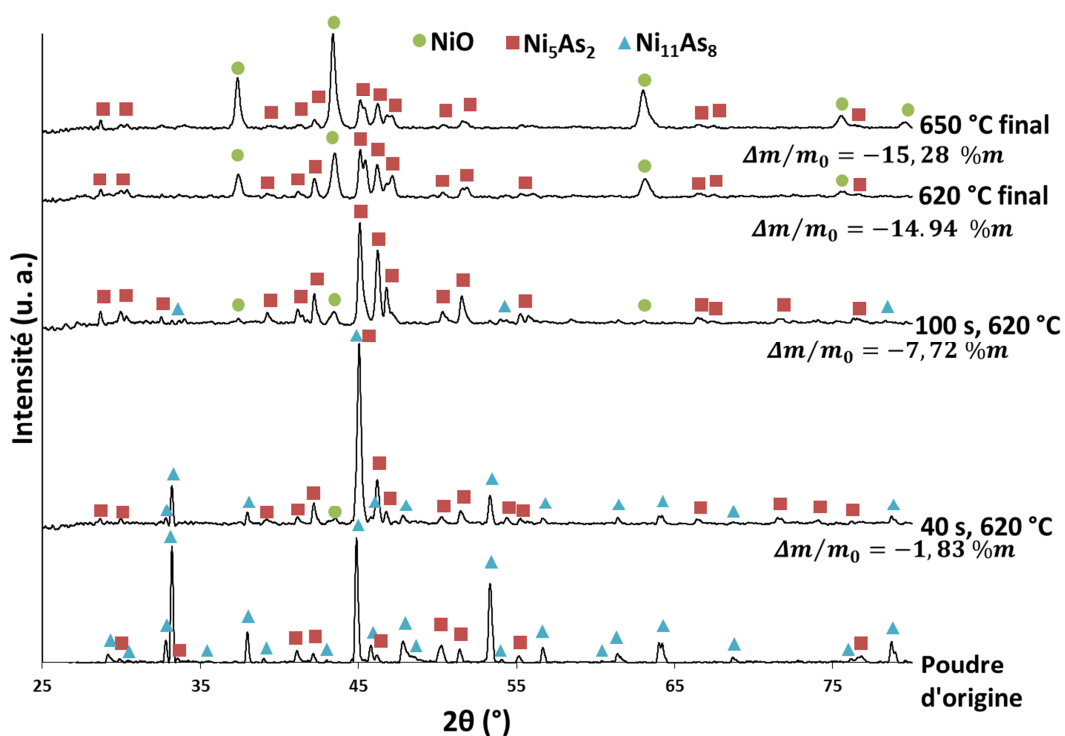 NiO Ni₅As₂ Ni₁₁As₈
650 °C final
Δm/m₀ = −15,28 %m
620 °C final
Δm/m₀ = −14.94 %m
100 s, 620 °C
Δm/m₀ = −7,72 %m
40 s, 620 °C
Δm/m₀ = −1,83 %m
Poudre
d'origine
Intensité (u. a.)
25 35 45 55 65 75
2θ (°)